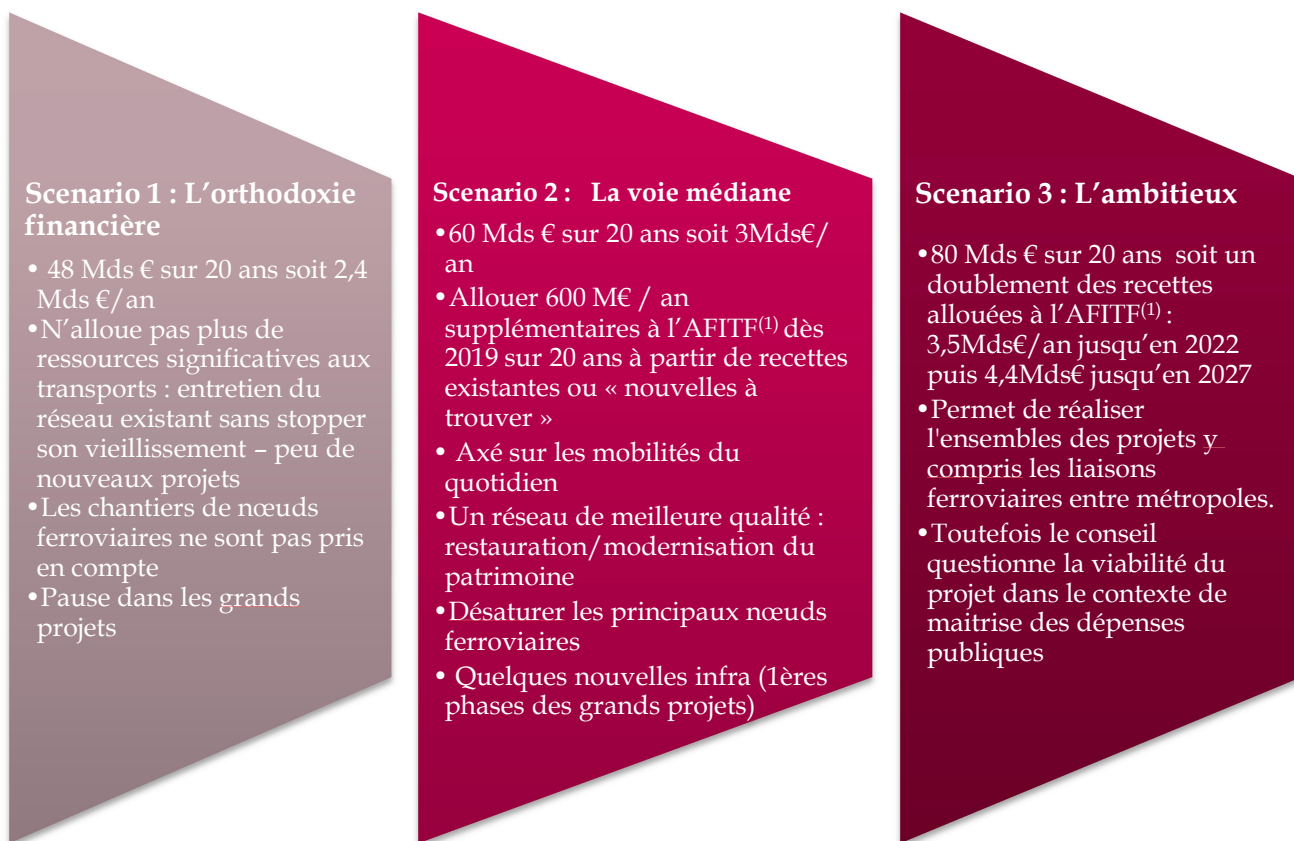 Scenario 1 : L’orthodoxie
financière
• 48 Mds € sur 20 ans soit 2,4
Mds €/an
•N’alloue pas plus de
ressources significatives aux
transports : entretien du
réseau existant sans stopper
son vieillissement – peu de
nouveaux projets
•Les chantiers de nœuds
ferroviaires ne sont pas pris
en compte
•Pause dans les grands
projets
Scenario 2 : La voie médiane
•60 Mds € sur 20 ans soit 3Mds€/
an
•Allouer 600 M€ / an
supplémentaires à l’AFITF(1) dès
2019 sur 20 ans à partir de recettes
existantes ou « nouvelles à
trouver »
• Axé sur les mobilités du
quotidien
•Un réseau de meilleure qualité :
restauration/modernisation du
patrimoine
•Désaturer les principaux nœuds
ferroviaires
• Quelques nouvelles infra (1ères
phases des grands projets)
Scenario 3 : L’ambitieux
•80 Mds € sur 20 ans soit un
doublement des recettes
allouées à l’AFITF(1) :
3,5Mds€/an jusqu’en 2022
puis 4,4Mds€ jusqu’en 2027
•Permet de réaliser
l'ensembles des projets y
compris les liaisons
ferroviaires entre métropoles.
•Toutefois le conseil
questionne la viabilité du
projet dans le contexte de
maitrise des dépenses
publiques